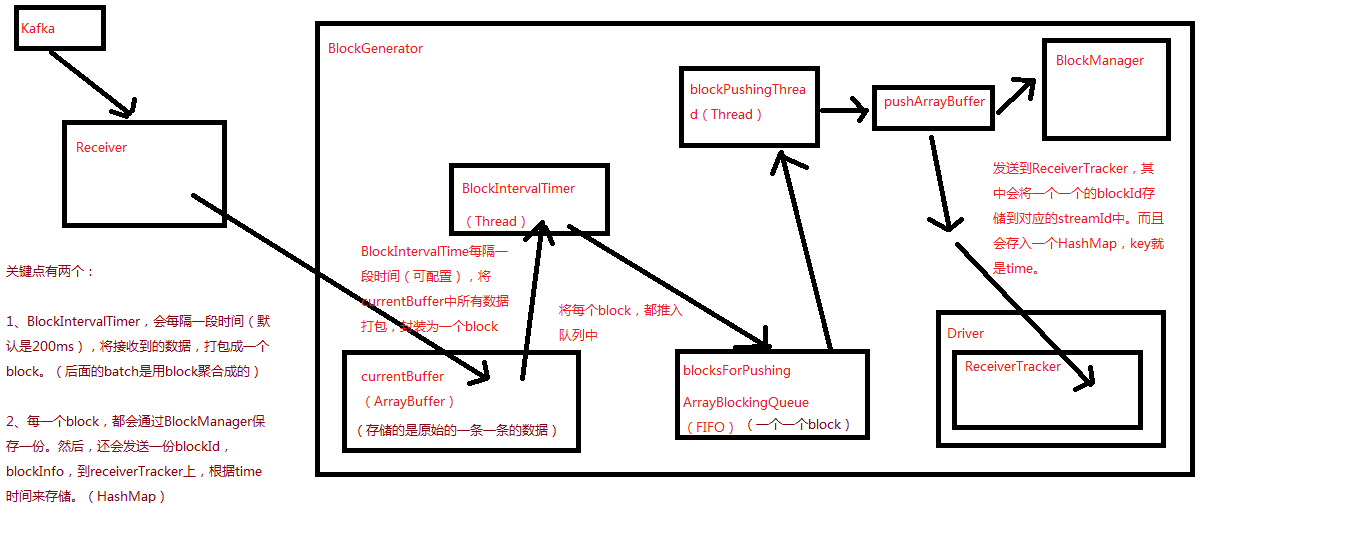 Kafka
Receiver
关键点有两个：
1、BlockIntervalTimer，会每隔一段时间（默
认是200ms），将接收到的数据，打包成一个
block。（后面的batch是用block聚合成的）
2、每一个block，都会通过BlockManager保
存一份。然后，还会发送一份blockId，
blockInfo，到receiverTracker上，根据time
时间来存储。（HashMap）
BlockGenerator
BlockIntervalTimer
（Thread）
BlockIntervalTime每隔一
段时间（可配置），将
currentBuffer中所有数据
打包，封装为一个block
currentBuffer
（ArrayBuffer）
（存储的是原始的一条一条的数据）
将每个block，都推入
队列中
blocksForPushing
ArrayBlockingQueue
（FIFO）（一个一个block）
blockPushingThrea
d（Thread）
pushArrayBuffer
BlockManager
发送到ReceiverTracker，其
中会将一个一个的blockId存
储到对应的streamId中。而且
会存入一个HashMap，key就
是time。
Driver
ReceiverTracker